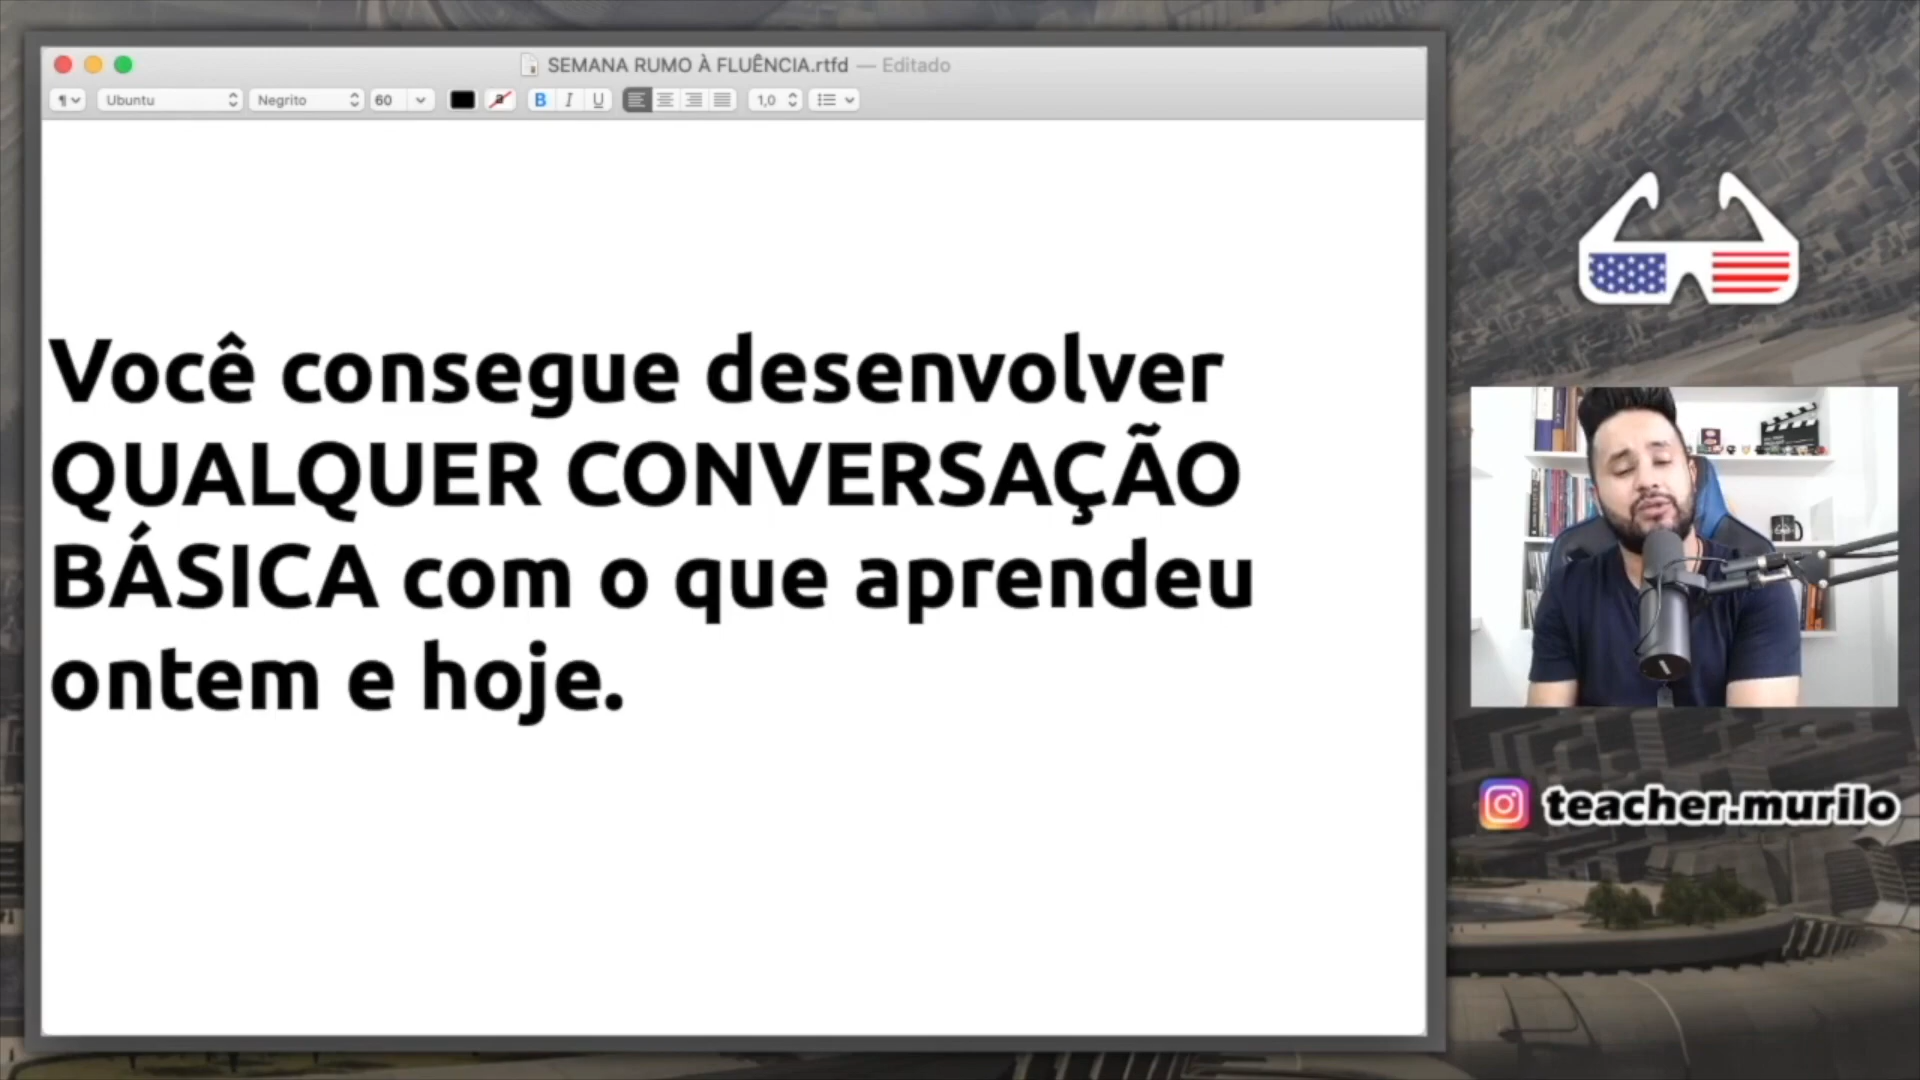 SEMANA RUMO À FLUÊNCIA.rtfd — Editado
Ubuntu Negrito 60 B I U 1,0
Você consegue desenvolver
QUALQUER CONVERSAÇÃO
BÁSICA com o que aprendeu
ontem e hoje.
teacher.murilo